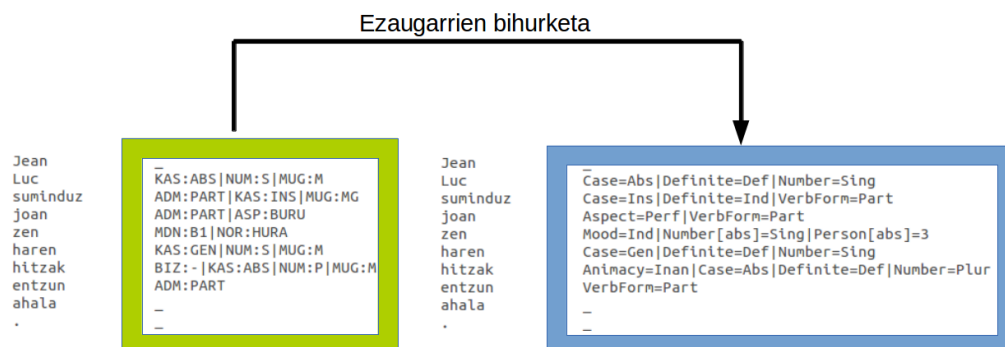 Ezaugarrien bihurketa
Jean _ Jean _
Luc KAS:ABS|NUM:S|MUG:M Luc Case=Abs|Definite=Def|Number=Sing
suminduz ADM:PART|KAS:INS|MUG:MG suminduz Case=Ins|Definite=Ind|VerbForm=Part
joan ADM:PART|ASP:BURU joan Aspect=Perf|VerbForm=Part
zen MDN:B1|NOR:HURA zen Mood=Ind|Number[abs]=Sing|Person[abs]=3
haren KAS:GEN|NUM:S|MUG:M haren Case=Gen|Definite=Def|Number=Sing
hitzak BIZ:-|KAS:ABS|NUM:P|MUG:M hitzak Animacy=Inan|Case=Abs|Definite=Def|Number=Plur
entzun ADM:PART entzun VerbForm=Part
ahala _ ahala _
. _ . _